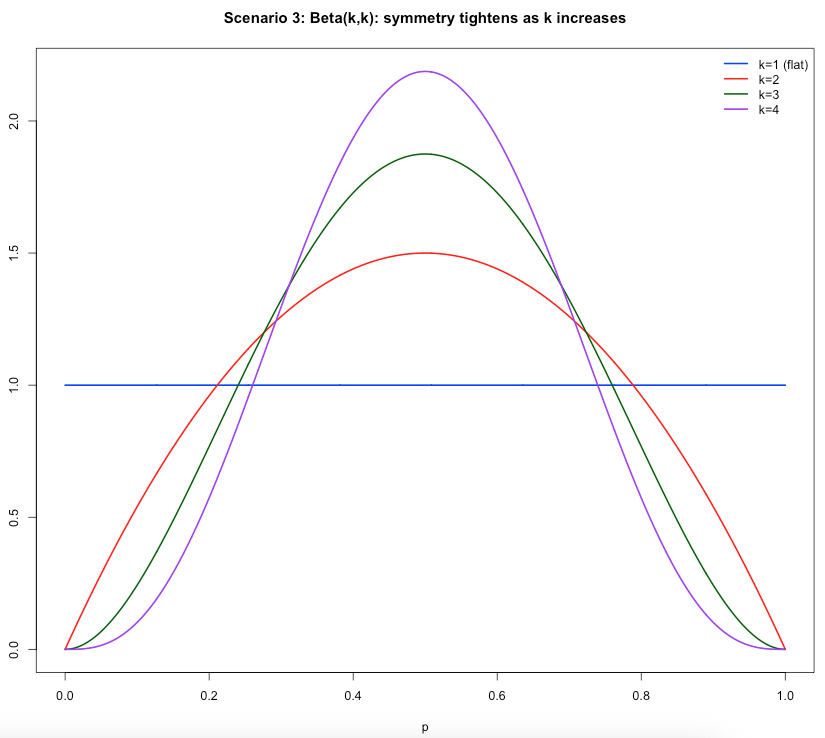 Scenario 3: Beta(k,k): symmetry tightens as k increases
k=1 (flat)
k=2
k=3
k=4
2.0
1.5
1.0
0.5
0.0
0.0 0.2 0.4 0.6 0.8 1.0
p